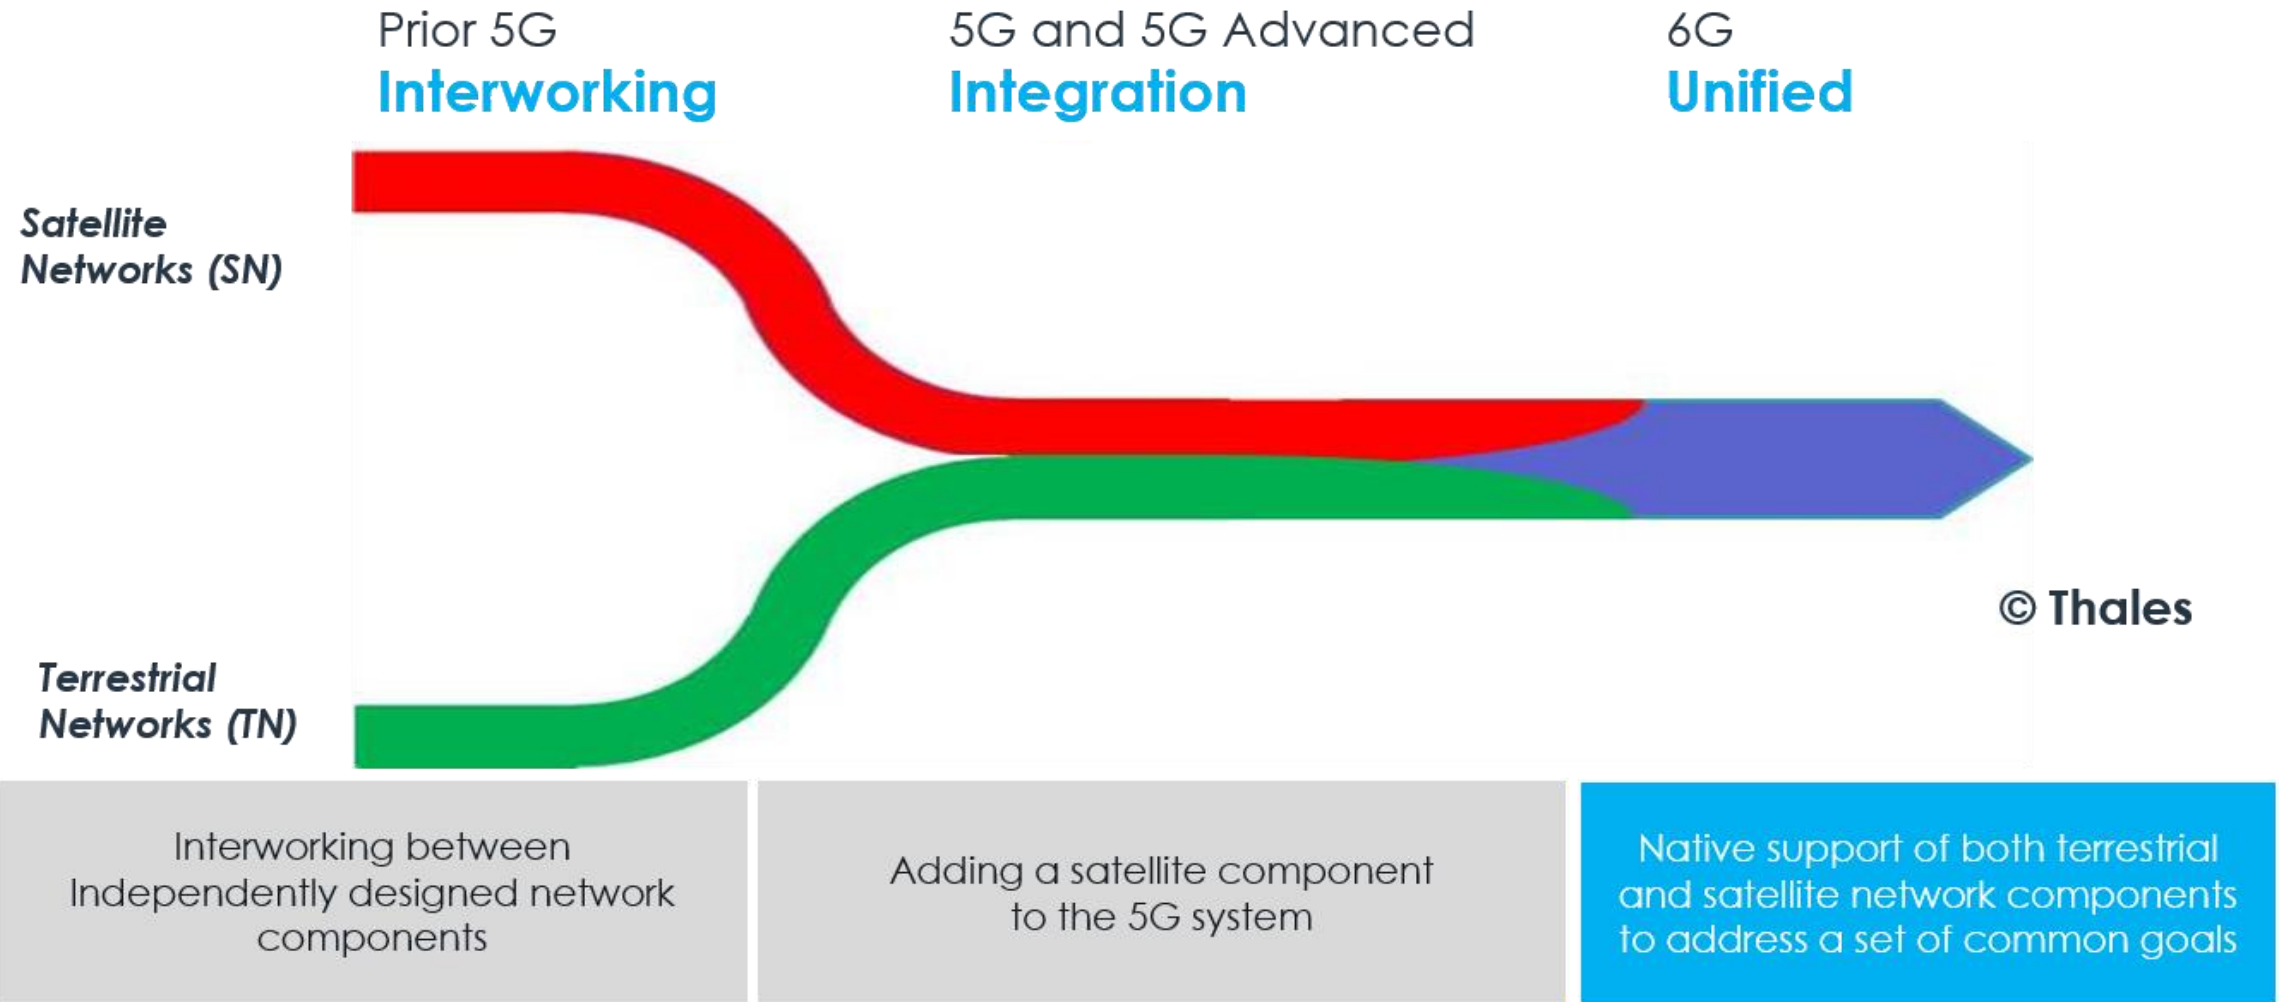 Prior 5G
Interworking
5G and 5G Advanced
Integration
6G
Unified
Satellite
Networks (SN)
© Thales
Terrestrial
Networks (TN)
Interworking between
Independently designed network
components
Adding a satellite component
to the 5G system
Native support of both terrestrial
and satellite network components
to address a set of common goals